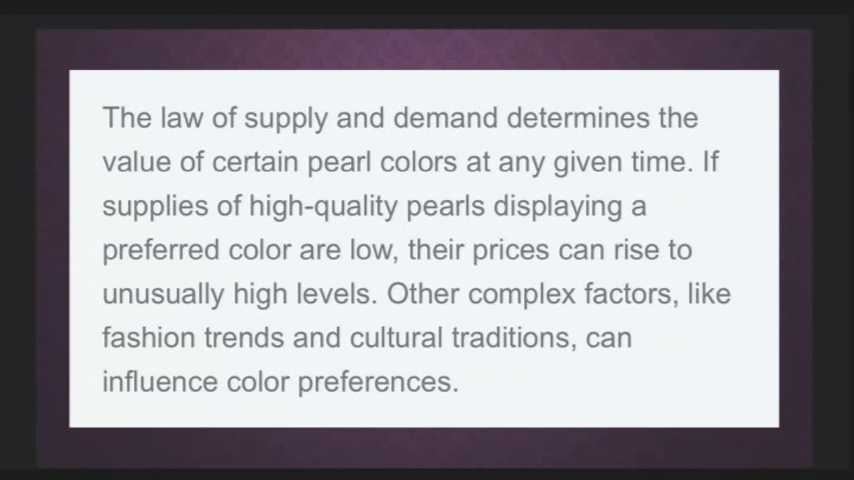 The law of supply and demand determines the
value of certain pearl colors at any given time. If
supplies of high-quality pearls displaying a
preferred color are low, their prices can rise to
unusually high levels. Other complex factors, like
fashion trends and cultural traditions, can
influence color preferences.